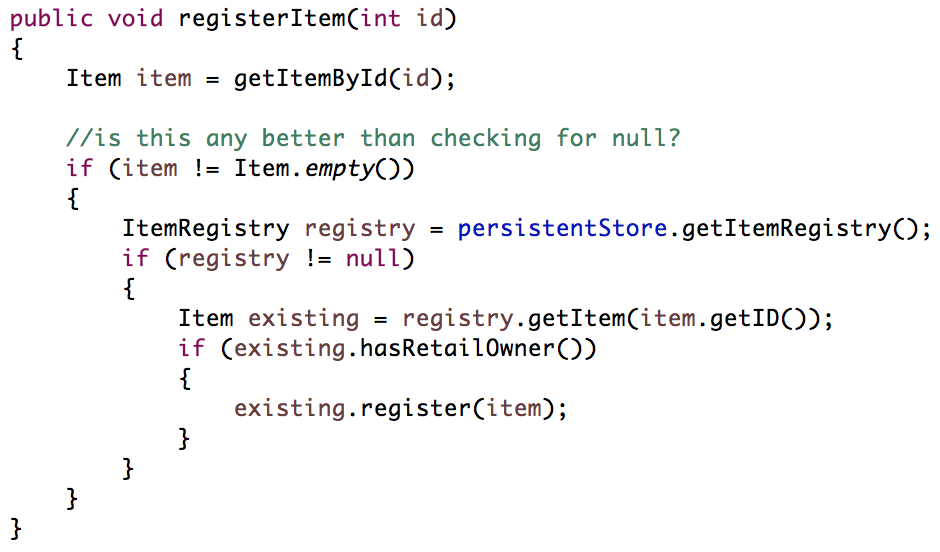 public void registerItem(int id)
{
    Item item = getItemById(id);

    //is this any better than checking for null?
    if (item != Item.empty())
    {
        ItemRegistry registry = persistentStore.getItemRegistry();
        if (registry != null)
        {
            Item existing = registry.getItem(item.getID());
            if (existing.hasRetailOwner())
            {
                existing.register(item);
            }
        }
    }
}